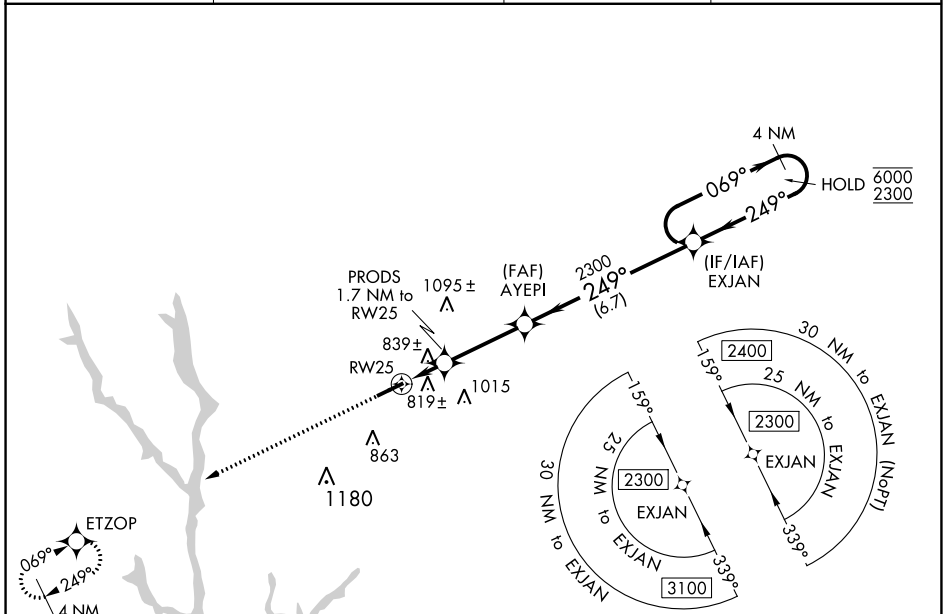 4 NM
069°
HOLD 6000
2300
249°
(IF/IAF)
EXJAN
2300
249°
(6.7)
(FAF)
AYEPI
PRODS
1.7 NM to
RW25
1095±
839±
RW25
819±
1015
863
1180
ETZOP
069°
249°
4 NM
159°
2400
30 NM to EXJAN (NoPT)
25 NM to EXJAN
2300
EXJAN
339°
159°
25 NM to EXJAN
2300
EXJAN
30 NM to EXJAN
339°
3100